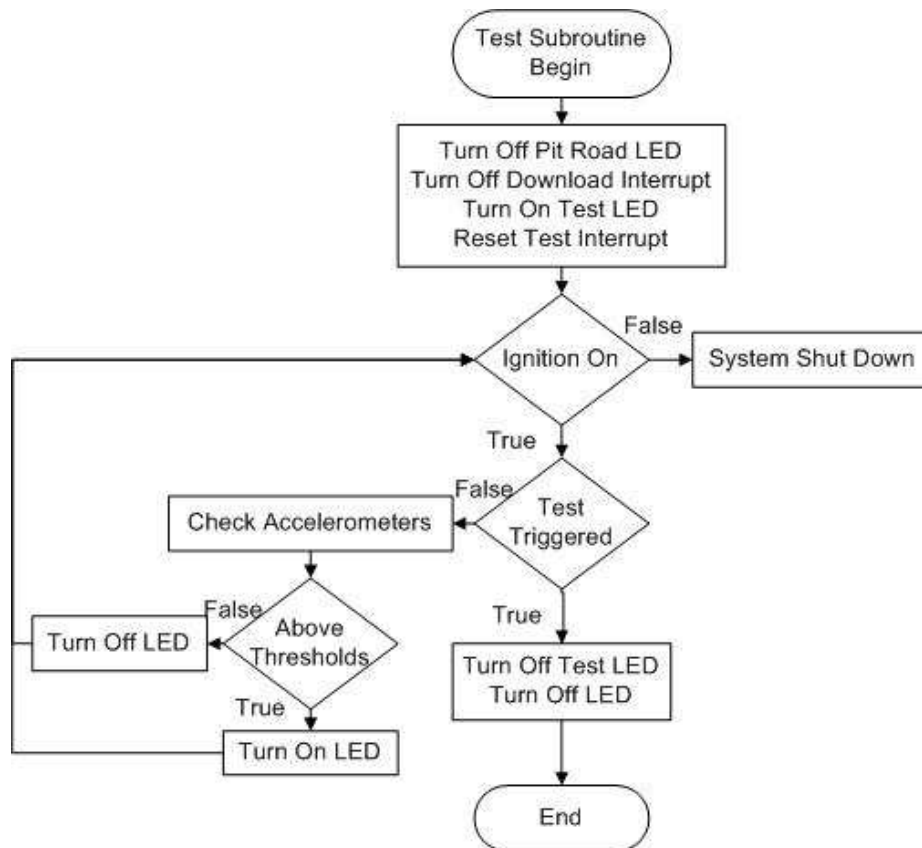 Test Subroutine
Begin
Turn Off Pit Road LED
Turn Off Download Interrupt
Turn On Test LED
Reset Test Interrupt
Ignition On
False
System Shut Down
True
Test
Triggered
False
Check Accelerometers
Above
Thresholds
False
Turn Off LED
True
Turn On LED
True
Turn Off Test LED
Turn Off LED
End